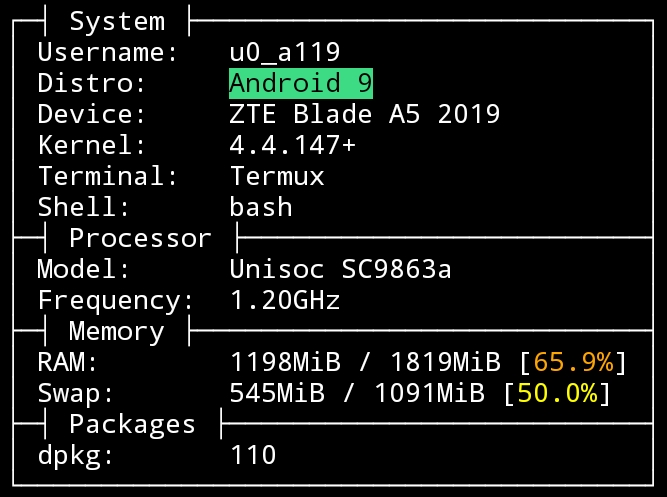 System
Username: u0_a119
Distro: Android 9
Device: ZTE Blade A5 2019
Kernel: 4.4.147+
Terminal: Termux
Shell: bash
Processor
Model: Unisoc SC9863a
Frequency: 1.20GHz
Memory
RAM: 1198MiB / 1819MiB [65.9%]
Swap: 545MiB / 1091MiB [50.0%]
Packages
dpkg: 110